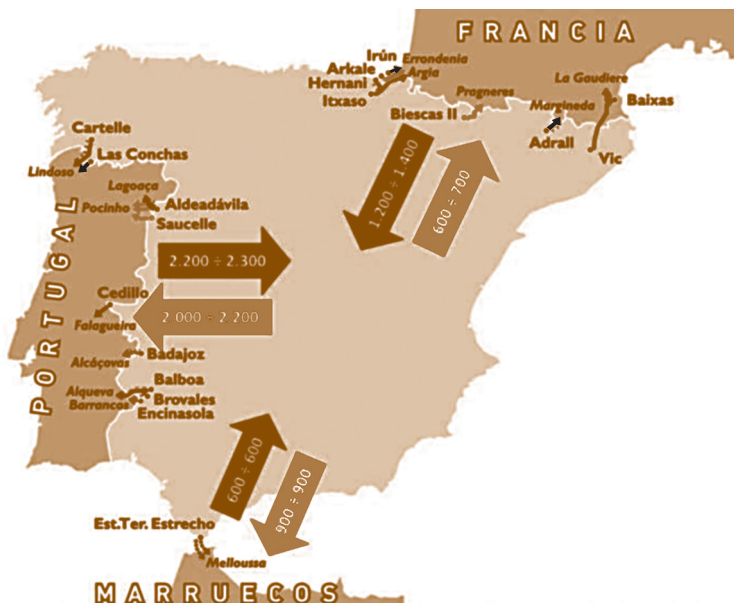 FRANCIA
Irún
Errondenia
Arkale
Argia
Hernani
Itxaso
La Gaudiere
Pragneres
Margineda
Baixas
Biescas II
Adrall
Vic
Cartelle
Las Conchas
Lindoso
Lagoaça
Aldeadávila
Pocinho
Saucelle
1.200 ÷ 1.400
600 ÷ 700
PORTUGAL
2.200 ÷ 2.300
2.000 ÷ 2.200
Cedillo
Falagueira
Badajoz
Alcáçovas
Balboa
Alqueva
Brovales
Barrancos
Encinasola
600 ÷ 600
900 ÷ 900
Est.Ter. Estrecho
Melloussa
MARRUECOS